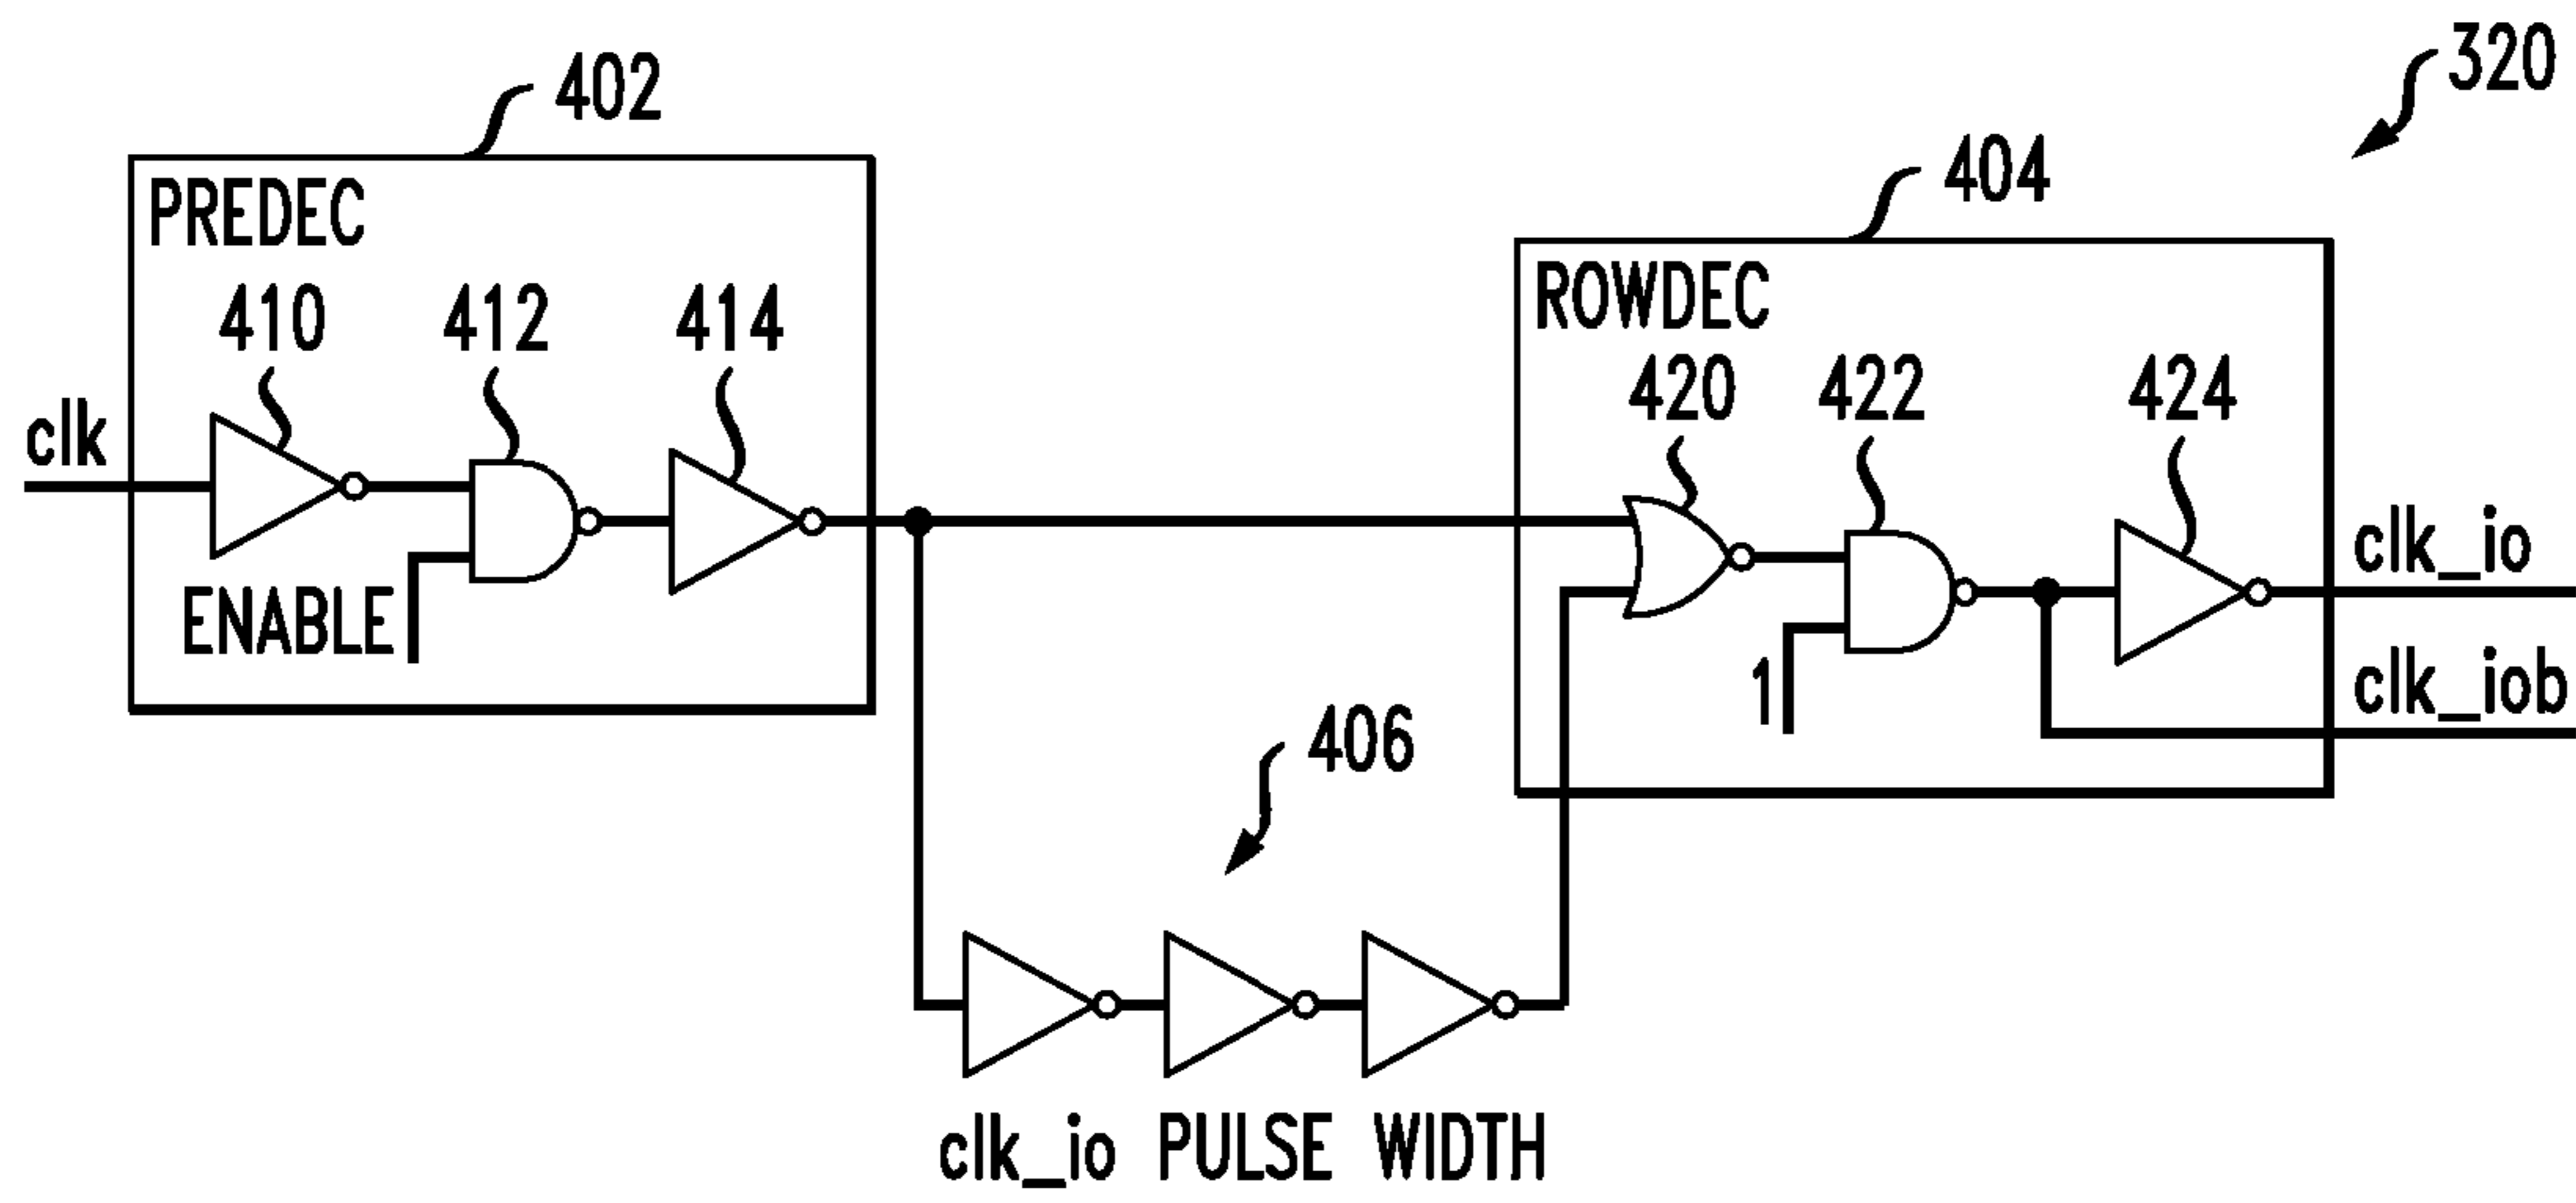 320
402
404
PREDEC
ROWDEC
410 412 414
420 422 424
clk
clk_io
ENABLE
1
clk_iob
406
clk_io PULSE WIDTH